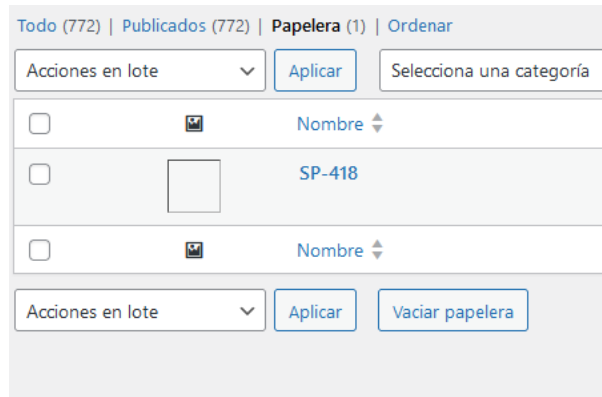 Todo (772) | Publicados (772) | Papelera (1) | Ordenar
Acciones en lote Aplicar Selecciona una categoría
Nombre
SP-418
Nombre
Acciones en lote Aplicar Vaciar papelera